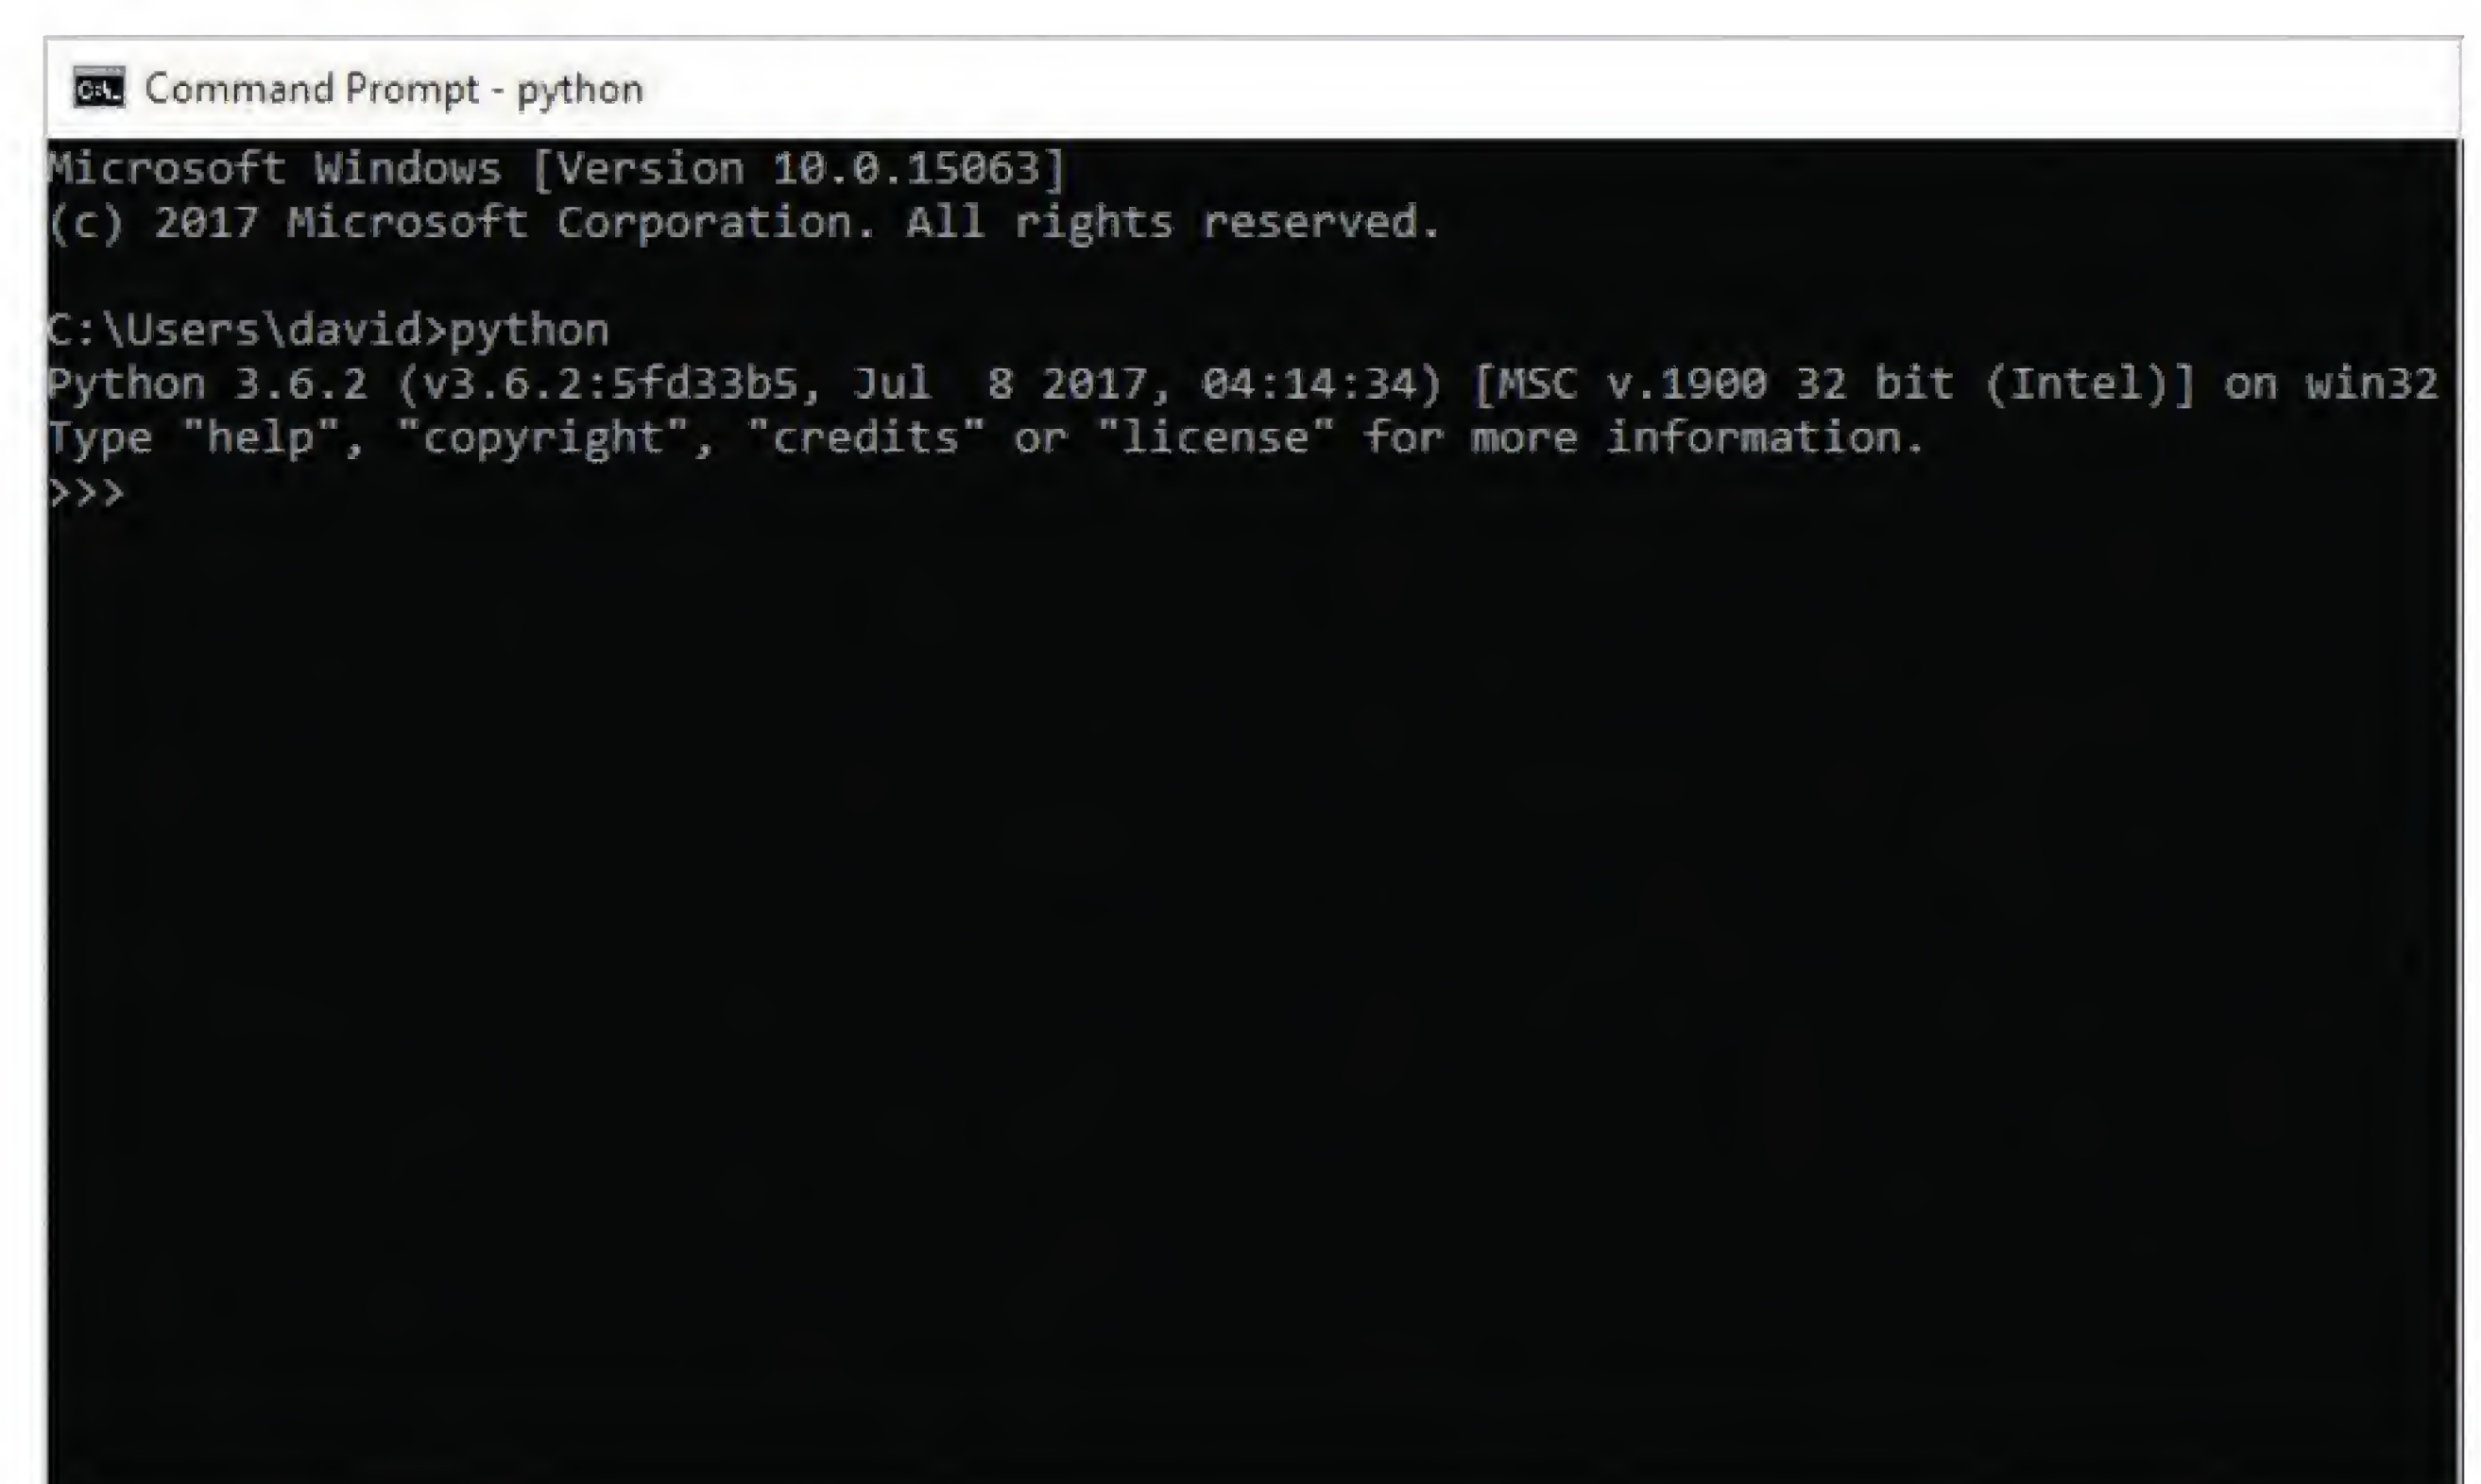 Command Prompt - python
Microsoft Windows [Version 10.0.15063]
(c) 2017 Microsoft Corporation. All rights reserved.
C:\Users\david>python
Python 3.6.2 (v3.6.2:5fd33b5, Jul  8 2017, 04:14:34) [MSC v.1900 32 bit (Intel)] on win32
Type "help", "copyright", "credits" or "license" for more information.
>>>